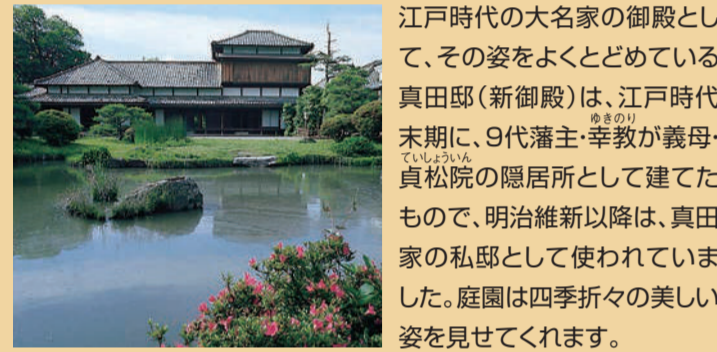 江戸時代の大名家の御殿とし
て、その姿をよくとどめている
真田邸（新御殿）は、江戸時代
ゆきのり
末期に、9代藩主・幸教が義母・
ていしょういん
貞松院の隠居所として建てた
もので、明治維新以降は、真田
家の私邸として使われていま
した。庭園は四季折々の美しい
姿を見せてくれます。